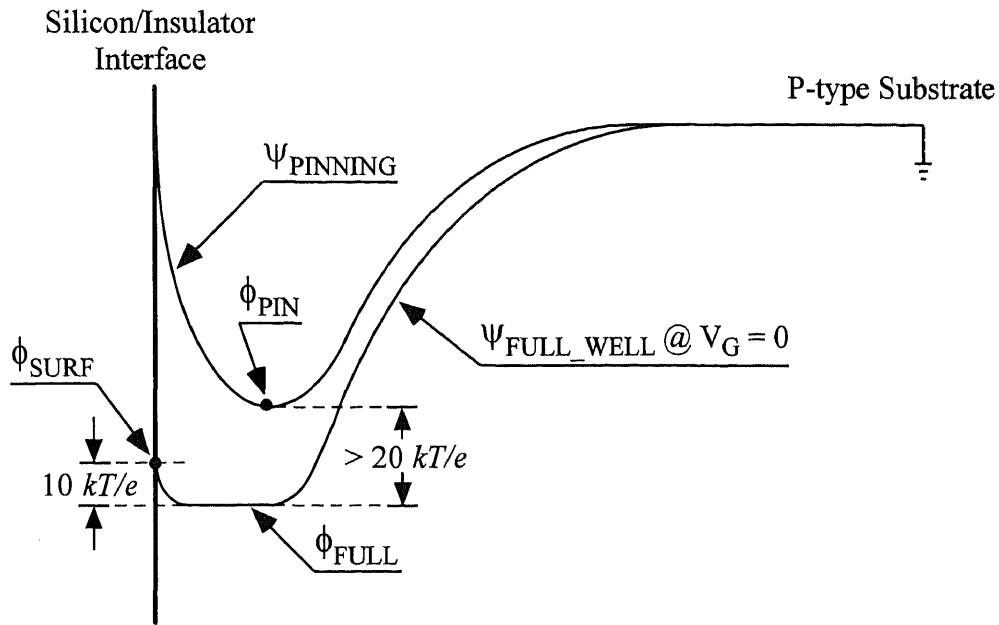 Silicon/Insulator
Interface
P-type Substrate
ψPINNING
ϕPIN
ψFULL_WELL @ VG = 0
ϕSURF
> 20 kT/e
10 kT/e
ϕFULL